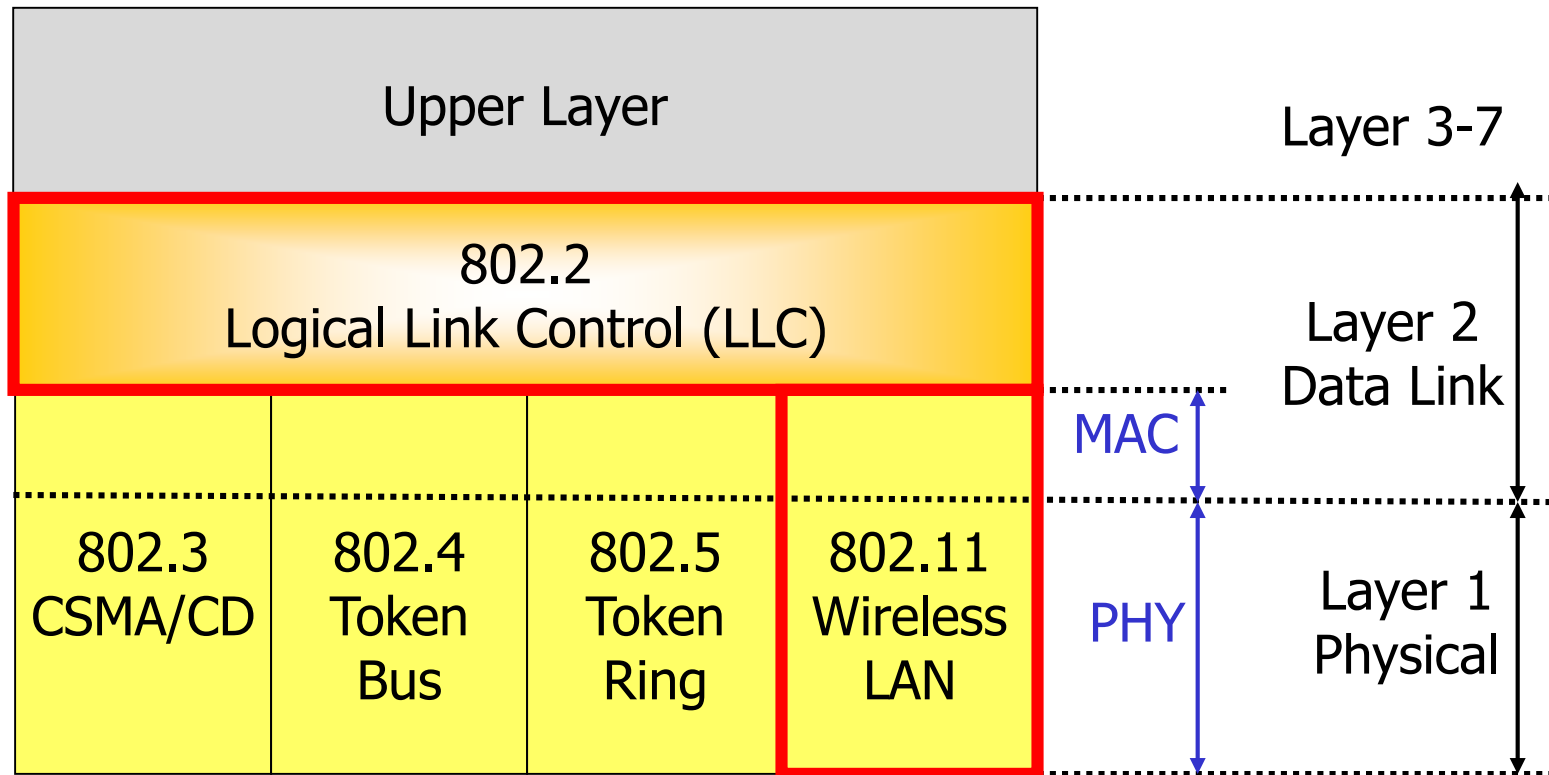 Upper Layer
Layer 3-7
802.2
Logical Link Control (LLC)
Layer 2
Data Link
MAC
802.3
CSMA/CD
802.4
Token
Bus
802.5
Token
Ring
802.11
Wireless
LAN
PHY
Layer 1
Physical